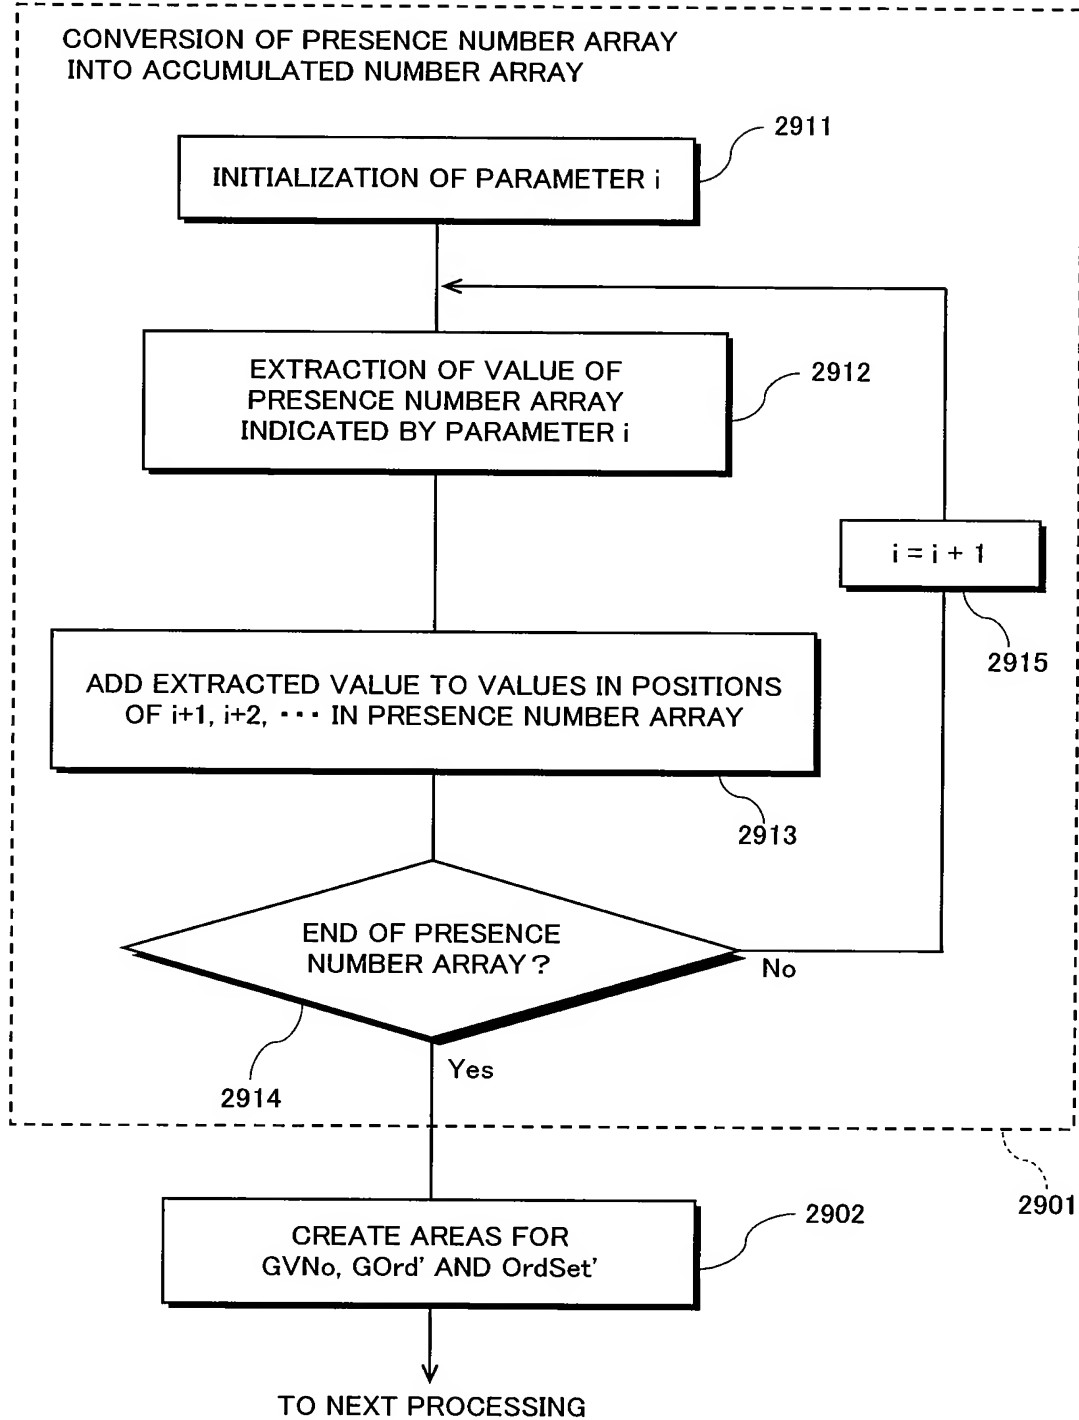 CONVERSION OF PRESENCE NUMBER ARRAY
INTO ACCUMULATED NUMBER ARRAY
2911
INITIALIZATION OF PARAMETER i
EXTRACTION OF VALUE OF
PRESENCE NUMBER ARRAY
INDICATED BY PARAMETER i
2912
i = i + 1
2915
ADD EXTRACTED VALUE TO VALUES IN POSITIONS
OF i+1, i+2, ··· IN PRESENCE NUMBER ARRAY
2913
END OF PRESENCE
NUMBER ARRAY?
No
Yes
2914
2901
2902
CREATE AREAS FOR
GVNo, GOrd' AND OrdSet'
TO NEXT PROCESSING